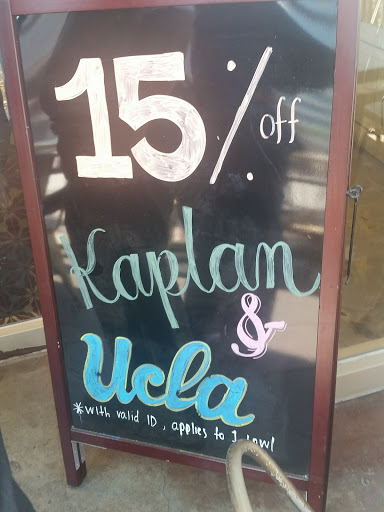 15% off
Kaplan
&
Ucla
*with valid ID, applies to 1 bowl